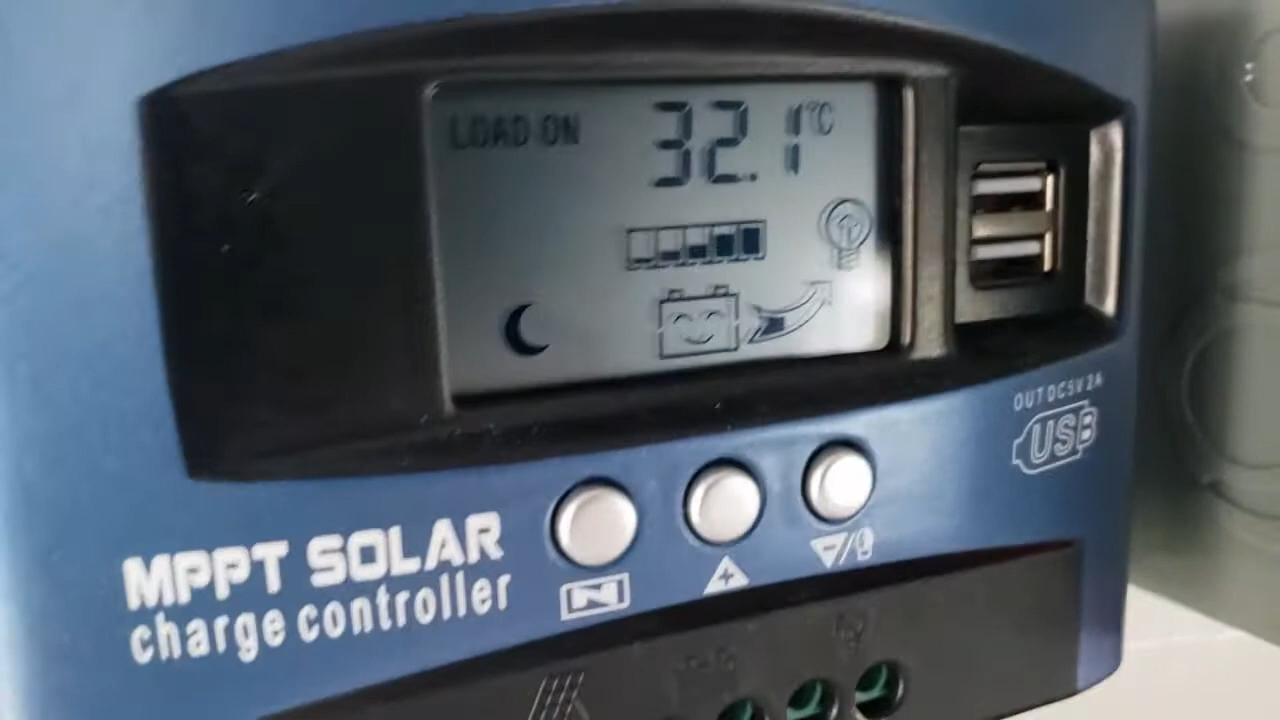 LOAD ON
32.1°C
OUT DC5V 2A
USB
MPPT SOLAR
charge controller